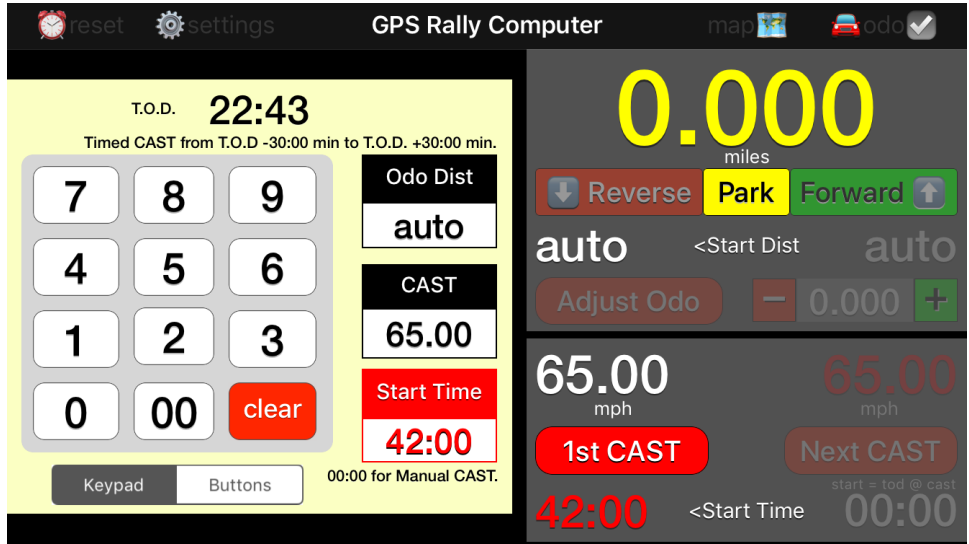 reset settings GPS Rally Computer map odo
T.O.D. 22:43
Timed CAST from T.O.D -30:00 min to T.O.D. +30:00 min.
7 8 9
4 5 6
1 2 3
0 00 clear
Keypad Buttons
Odo Dist
auto
CAST
65.00
Start Time
42:00
00:00 for Manual CAST.
0.000
miles
Reverse Park Forward
auto <Start Dist auto
Adjust Odo − 0.000 +
65.00 65.00
mph mph
1st CAST Next CAST
start = tod @ cast
42:00 <Start Time 00:00